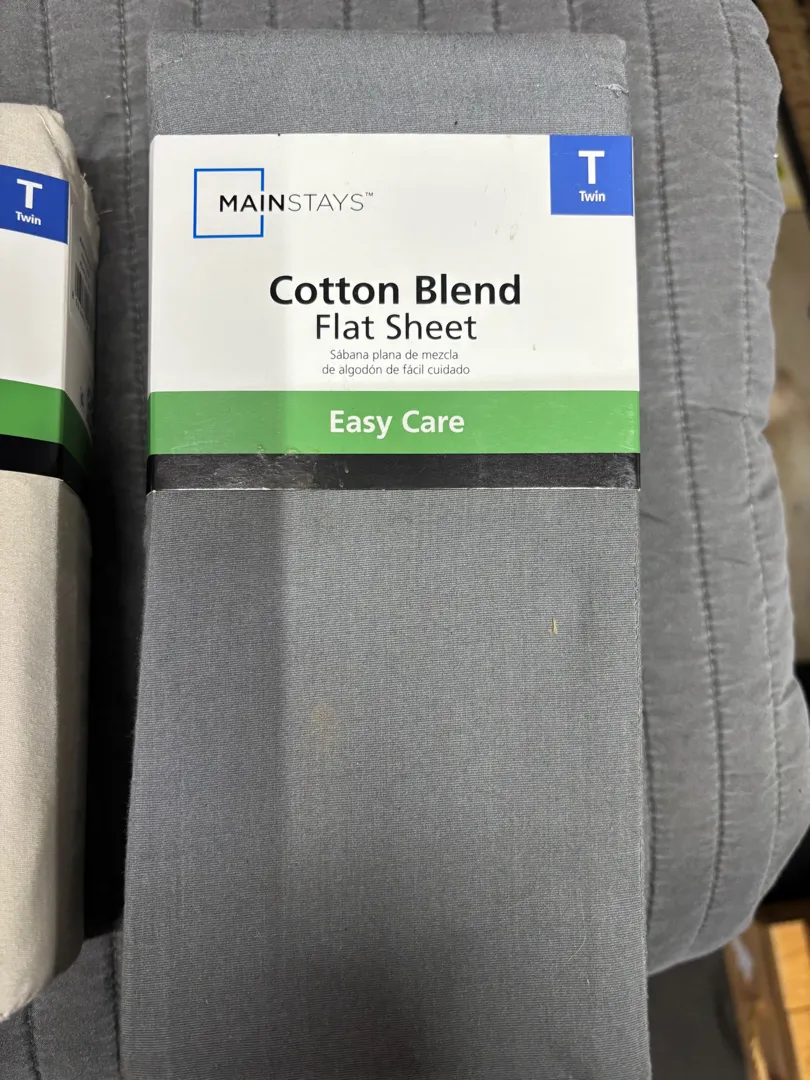 T
Twin
MAINSTAYS™
T
Twin
Cotton Blend
Flat Sheet
Sábana plana de mezcla
de algodón de fácil cuidado
Easy Care